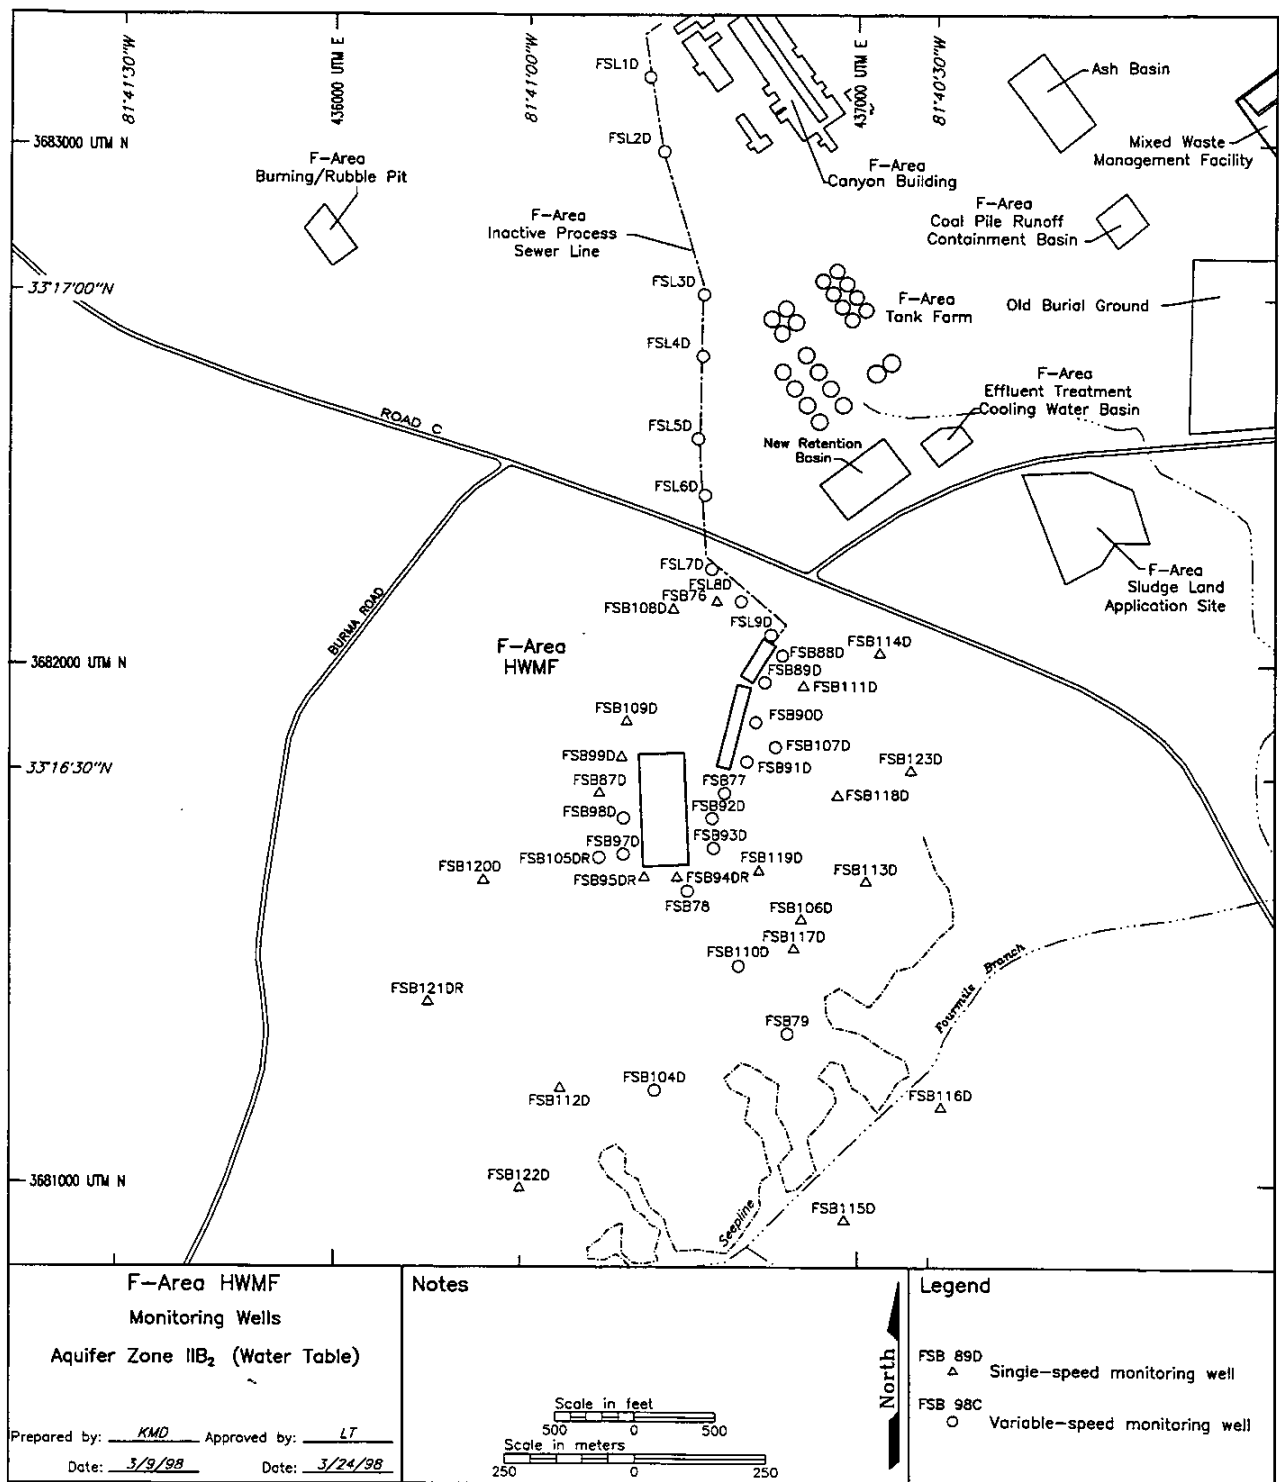 81°41'30"W
436000 UTM E
81°41'00"W
437000 UTM E
81°40'30"W
FSL1D
Ash Basin
3683000 UTM N
FSL2D
Mixed Waste
Management Facility
F-Area
Burning/Rubble Pit
F-Area
Canyon Building
F-Area
Inactive Process
Sewer Line
F-Area
Coal Pile Runoff
Containment Basin
33°17'00"N
FSL3D
F-Area
Tank Farm
Old Burial Ground
FSL4D
F-Area
Effluent Treatment
Cooling Water Basin
ROAD C
FSL5D
New Retention
Basin
FSL6D
FSL7D
FSL8D
FSB76
FSB108D
F-Area
Sludge Land
Application Site
BURMA ROAD
FSL9D
F-Area
HWMF
3682000 UTM N
FSB114D
FSB88D
FSB89D
FSB111D
FSB109D
FSB90D
FSB107D
FSB99D
FSB91D
FSB123D
33°16'30"N
FSB87D
FSB77
FSB118D
FSB98D
FSB92D
FSB93D
FSB97D
FSB105DR
FSB119D
FSB120D
FSB95DR
FSB94DR
FSB113D
FSB78
FSB106D
FSB117D
FSB110D
Fourmile Branch
FSB121DR
FSB79
FSB104D
FSB112D
FSB116D
3681000 UTM N
FSB122D
Seepline
FSB115D
F-Area HWMF
Monitoring Wells
Aquifer Zone IIB₂ (Water Table)
Prepared by: KMD Approved by: LT
Date: 3/9/98 Date: 3/24/98
Notes
Scale in feet
500 0 500
Scale in meters
250 0 250
North
Legend
FSB 89D
Single-speed monitoring well
FSB 98C
Variable-speed monitoring well